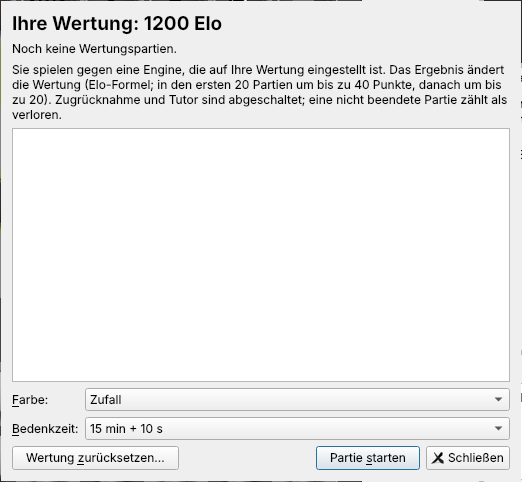 Ihre Wertung: 1200 Elo
Noch keine Wertungspartien.
Sie spielen gegen eine Engine, die auf Ihre Wertung eingestellt ist. Das Ergebnis ändert
die Wertung (Elo-Formel; in den ersten 20 Partien um bis zu 40 Punkte, danach um bis
zu 20). Zugrücknahme und Tutor sind abgeschaltet; eine nicht beendete Partie zählt als
verloren.
Farbe: Zufall
Bedenkzeit: 15 min + 10 s
Wertung zurücksetzen... Partie starten Schließen